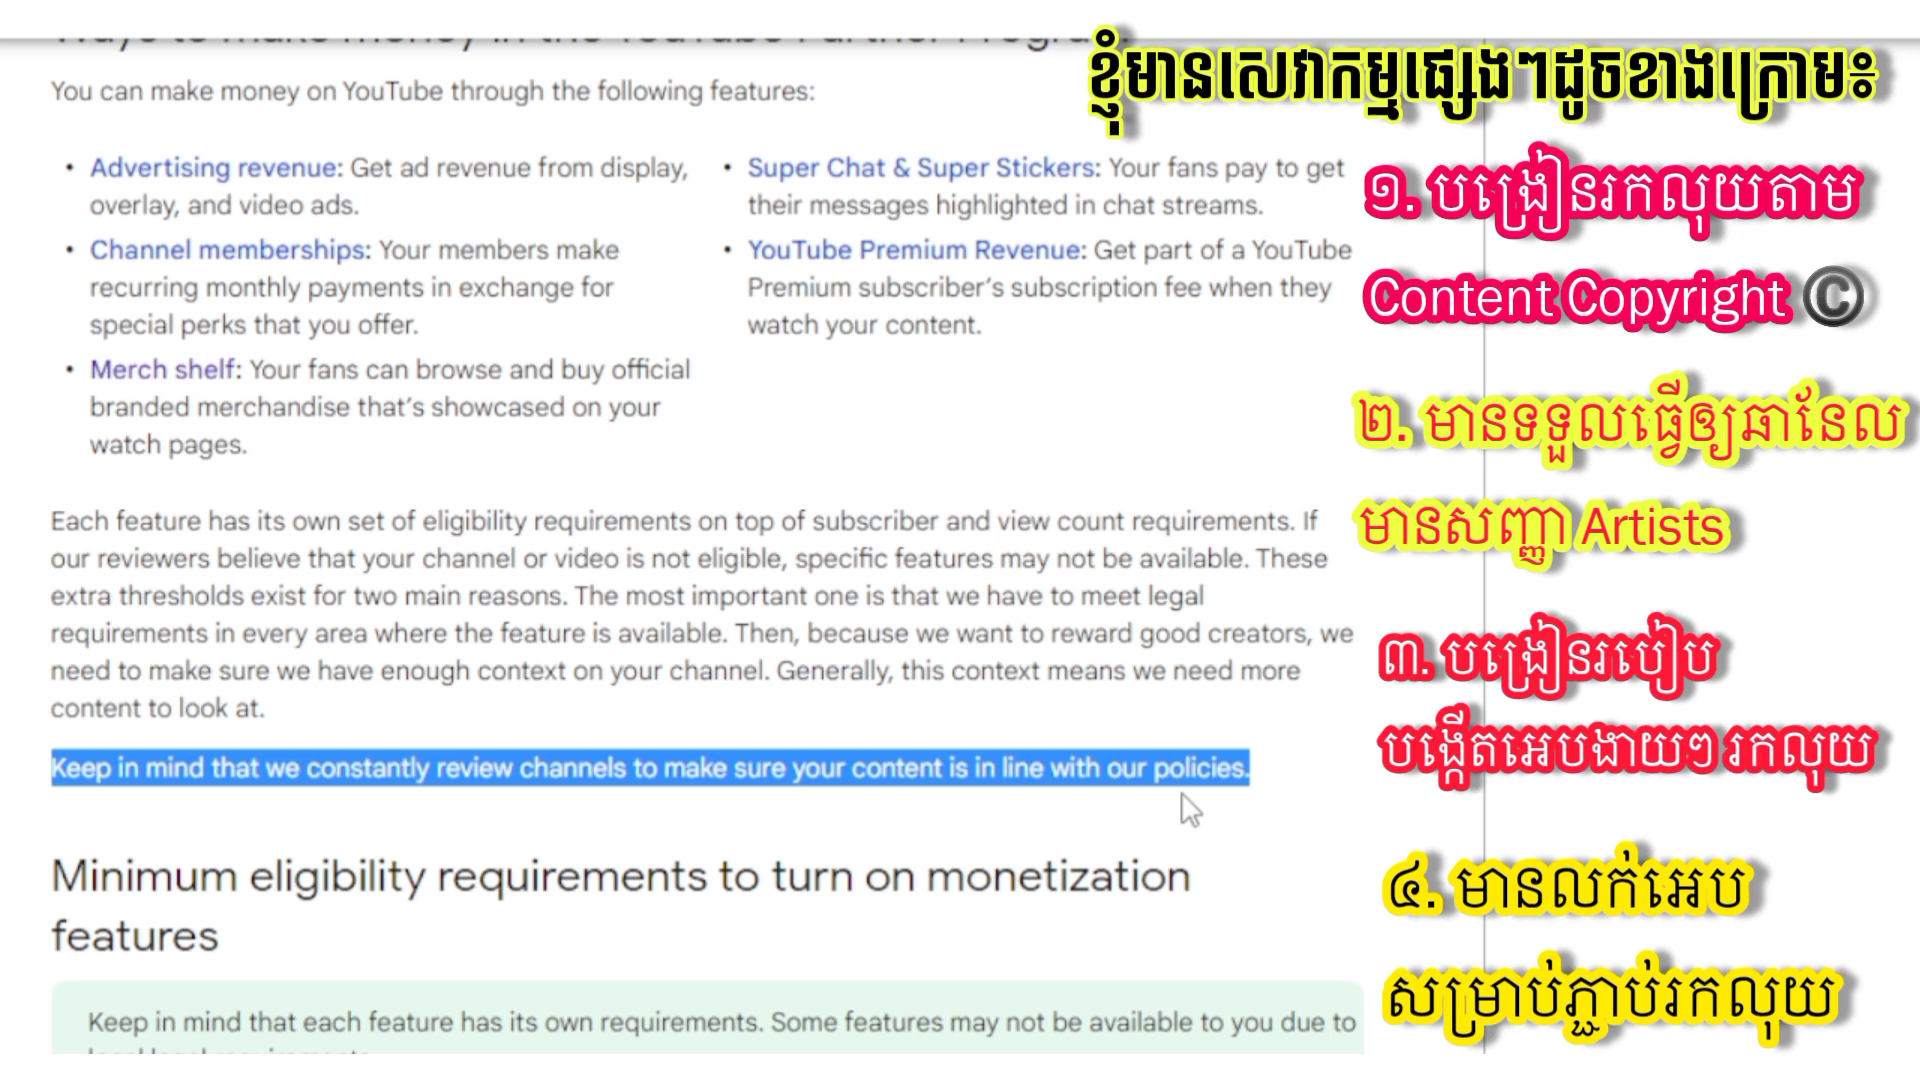 Ways to make money in the YouTube Partner Program
You can make money on YouTube through the following features:
• Advertising revenue: Get ad revenue from display,
overlay, and video ads.
• Channel memberships: Your members make
recurring monthly payments in exchange for
special perks that you offer.
• Merch shelf: Your fans can browse and buy official
branded merchandise that’s showcased on your
watch pages.
• Super Chat & Super Stickers: Your fans pay to get
their messages highlighted in chat streams.
• YouTube Premium Revenue: Get part of a YouTube
Premium subscriber’s subscription fee when they
watch your content.
Each feature has its own set of eligibility requirements on top of subscriber and view count requirements. If
our reviewers believe that your channel or video is not eligible, specific features may not be available. These
extra thresholds exist for two main reasons. The most important one is that we have to meet legal
requirements in every area where the feature is available. Then, because we want to reward good creators, we
need to make sure we have enough context on your channel. Generally, this context means we need more
content to look at.
Keep in mind that we constantly review channels to make sure your content is in line with our policies.
Minimum eligibility requirements to turn on monetization
features
Keep in mind that each feature has its own requirements. Some features may not be available to you due to
ខ្ញុំមានសេវាកម្មផ្សេងៗដូចខាងក្រោម៖
១. បង្រៀនរកលុយតាម
Content Copyright ©
២. មានទទួលធ្វើឲ្យឆានែល
មានសញ្ញា Artists
៣. បង្រៀនរបៀប
បង្កើតអេបងាយៗ រកលុយ
៤. មានលក់អេប
សម្រាប់ភ្ជាប់រកលុយ